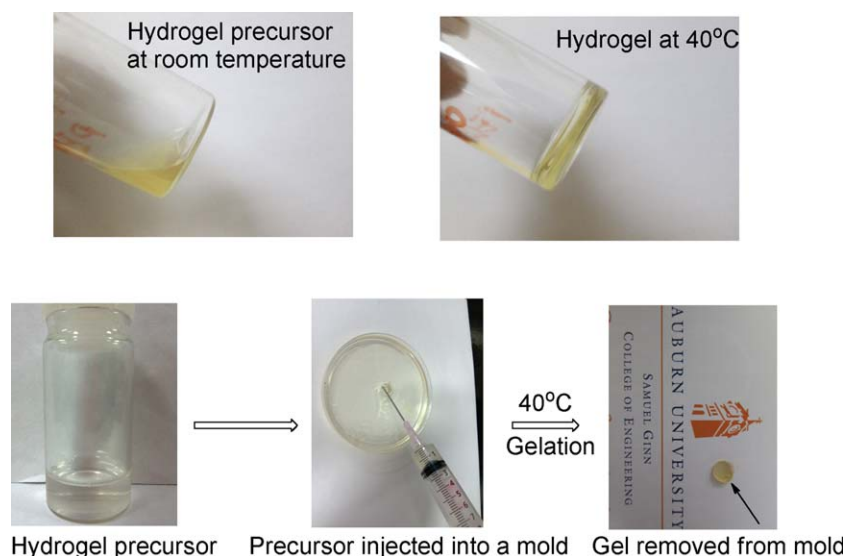 Hydrogel precursor
at room temperature
Hydrogel at 40°C
40°C
Gelation
AUBURN UNIVERSITY
SAMUEL GINN
COLLEGE OF ENGINEERING
Hydrogel precursor
Precursor injected into a mold
Gel removed from mold